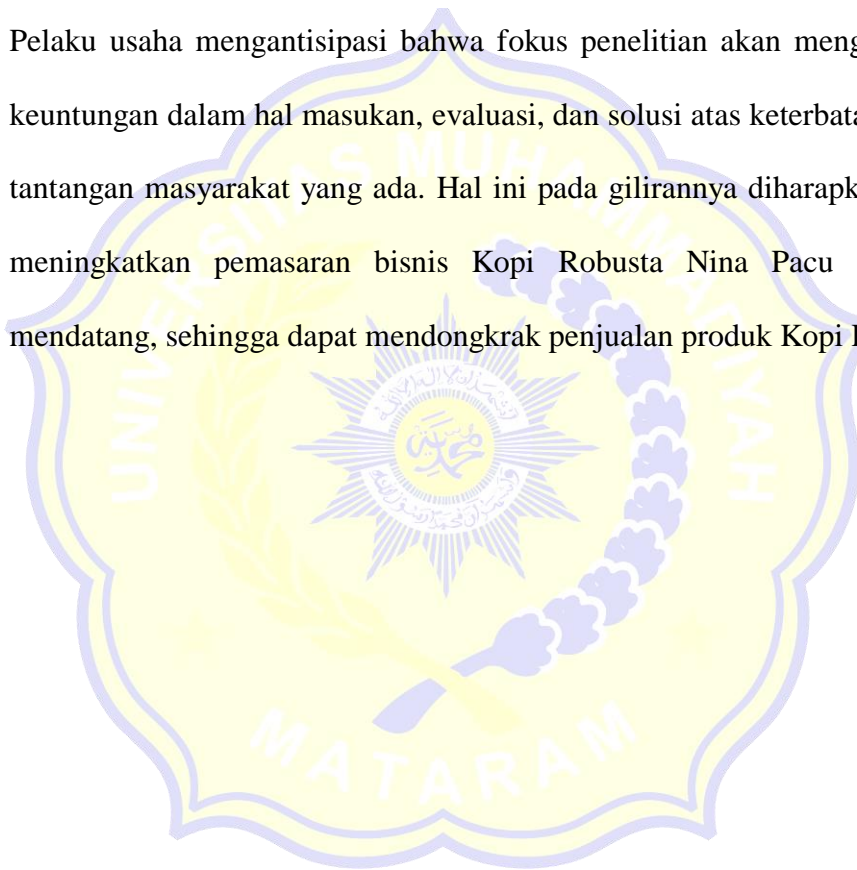 Pelaku usaha mengantisipasi bahwa fokus penelitian akan meng
keuntungan dalam hal masukan, evaluasi, dan solusi atas keterbata
tantangan masyarakat yang ada. Hal ini pada gilirannya diharapk
meningkatkan pemasaran bisnis Kopi Robusta Nina Pacu
mendatang, sehingga dapat mendongkrak penjualan produk Kopi
UNIVERSITAS MUHAMMADIYAH
MATARAM